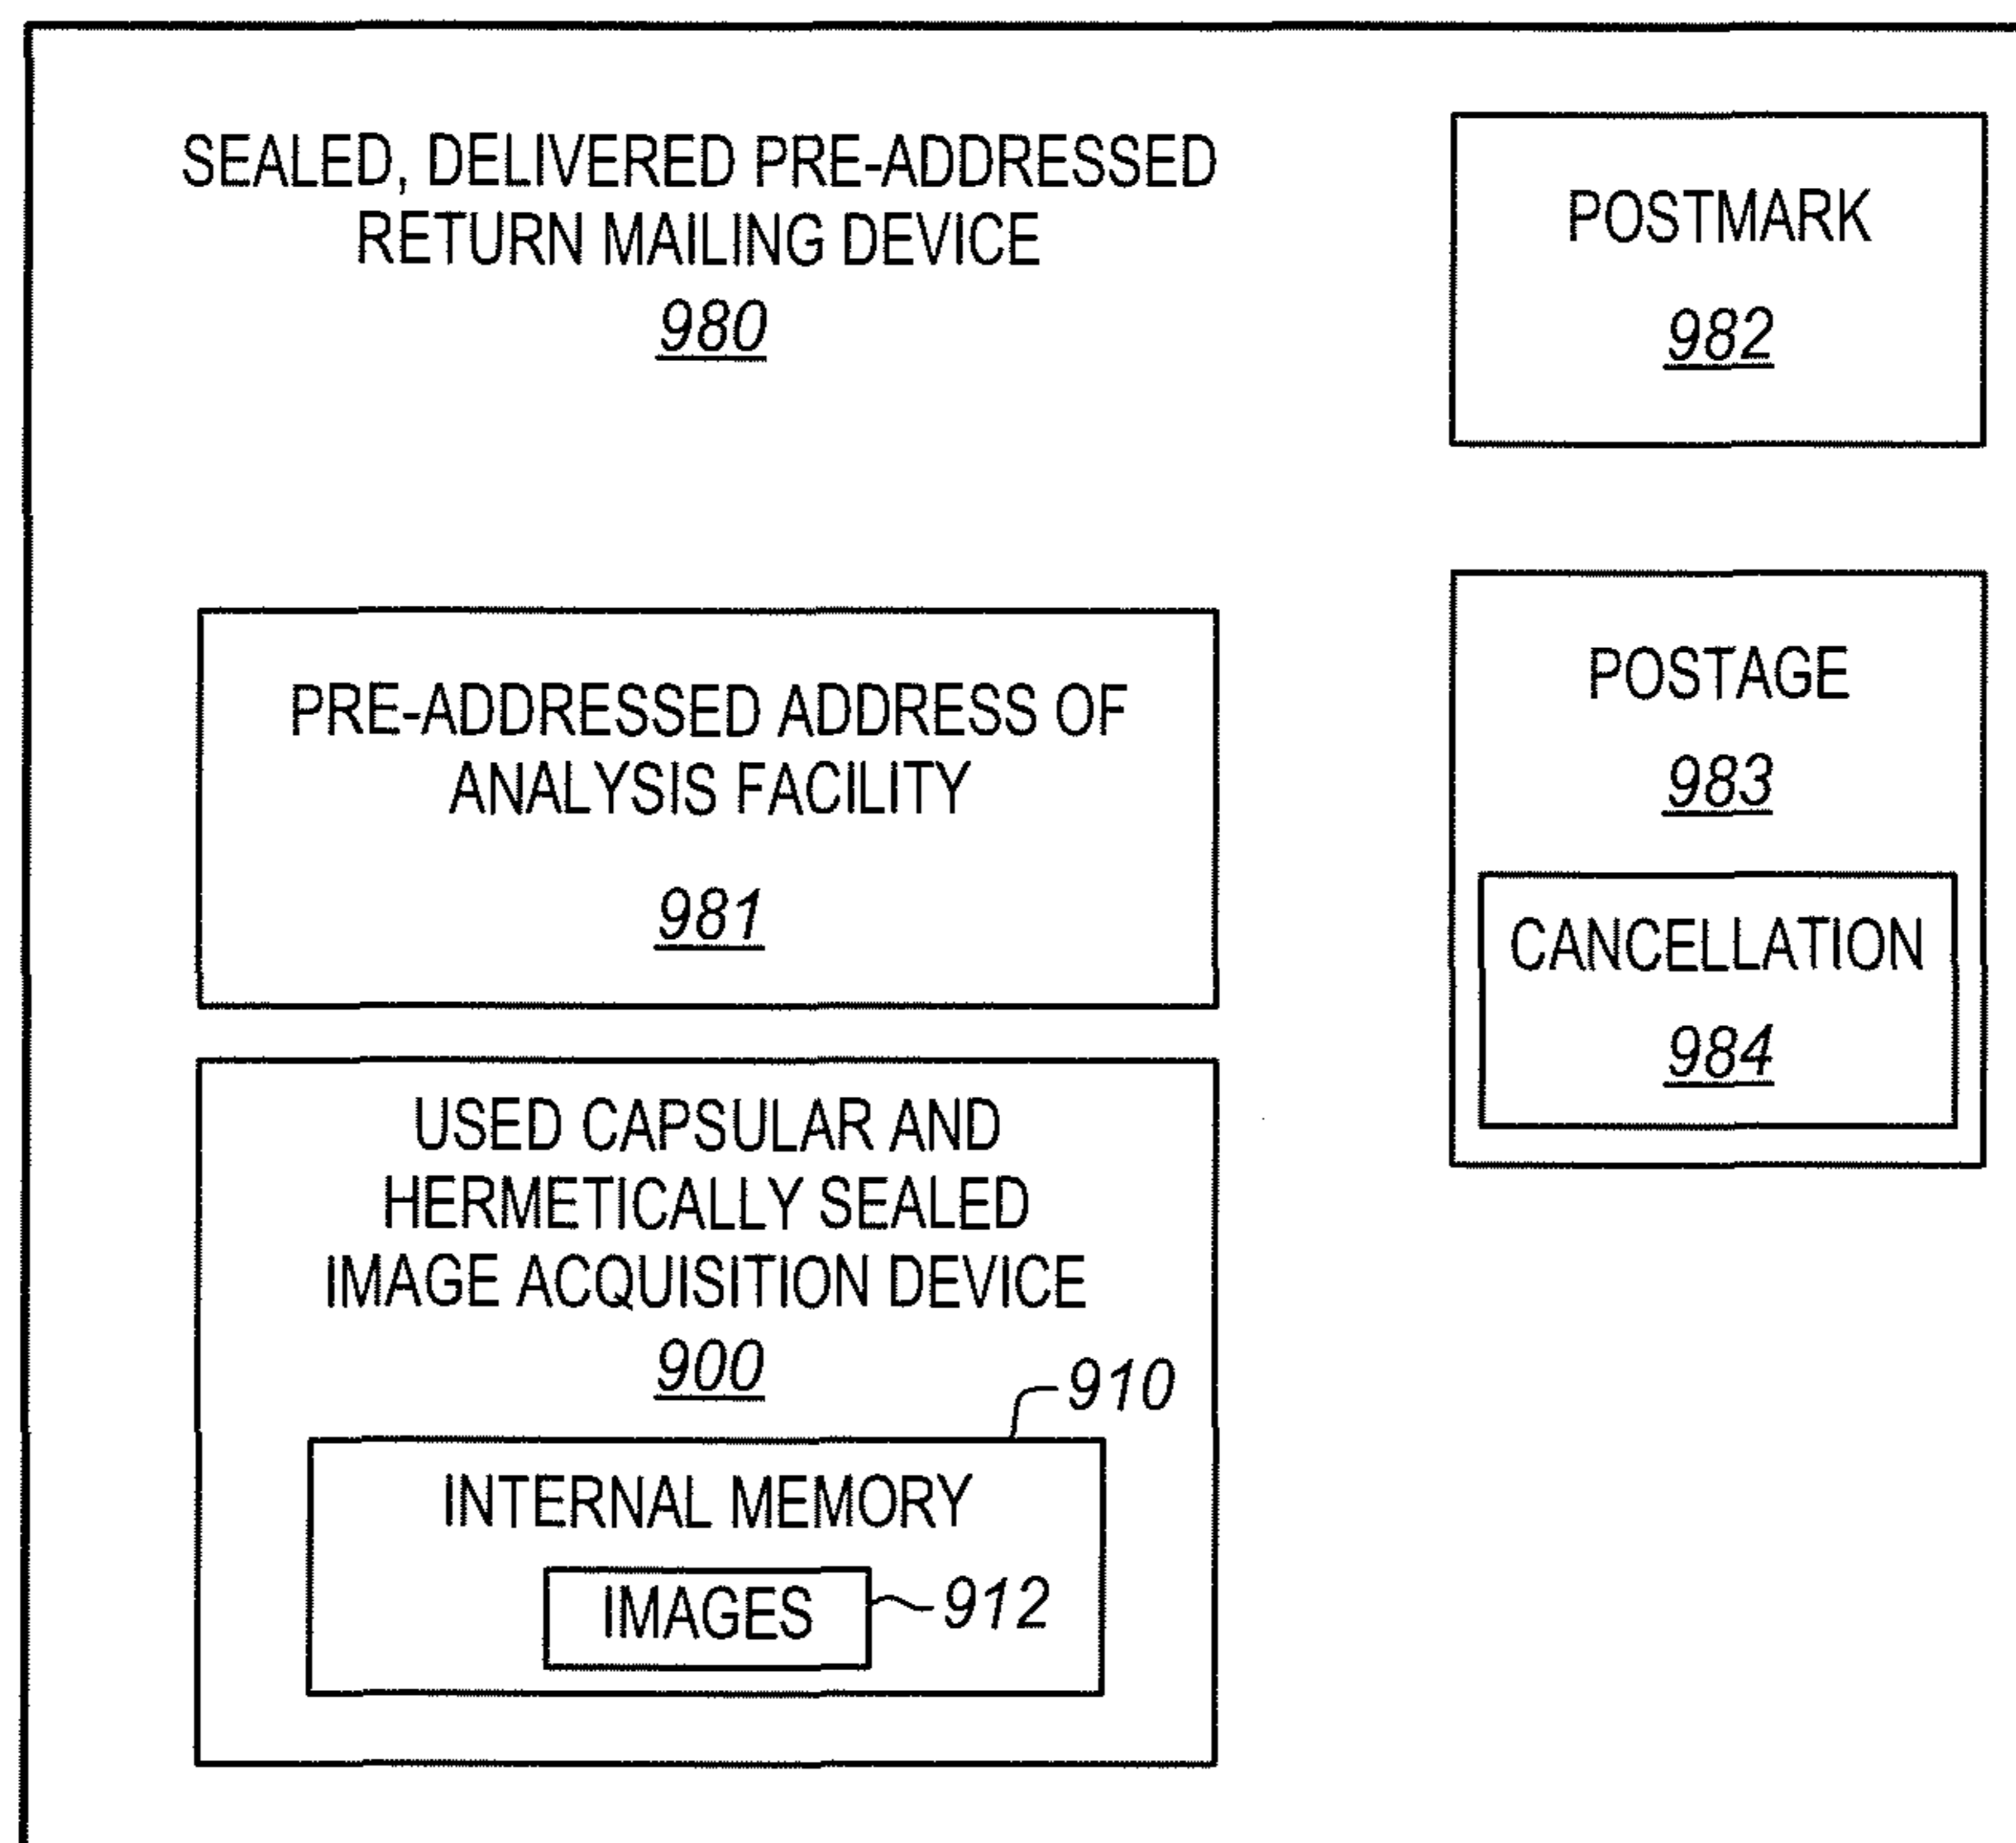 SEALED, DELIVERED PRE-ADDRESSED
RETURN MAILING DEVICE
980
POSTMARK
982
PRE-ADDRESSED ADDRESS OF
ANALYSIS FACILITY
981
POSTAGE
983
CANCELLATION
984
USED CAPSULAR AND
HERMETICALLY SEALED
IMAGE ACQUISITION DEVICE
900
910
INTERNAL MEMORY
IMAGES
912